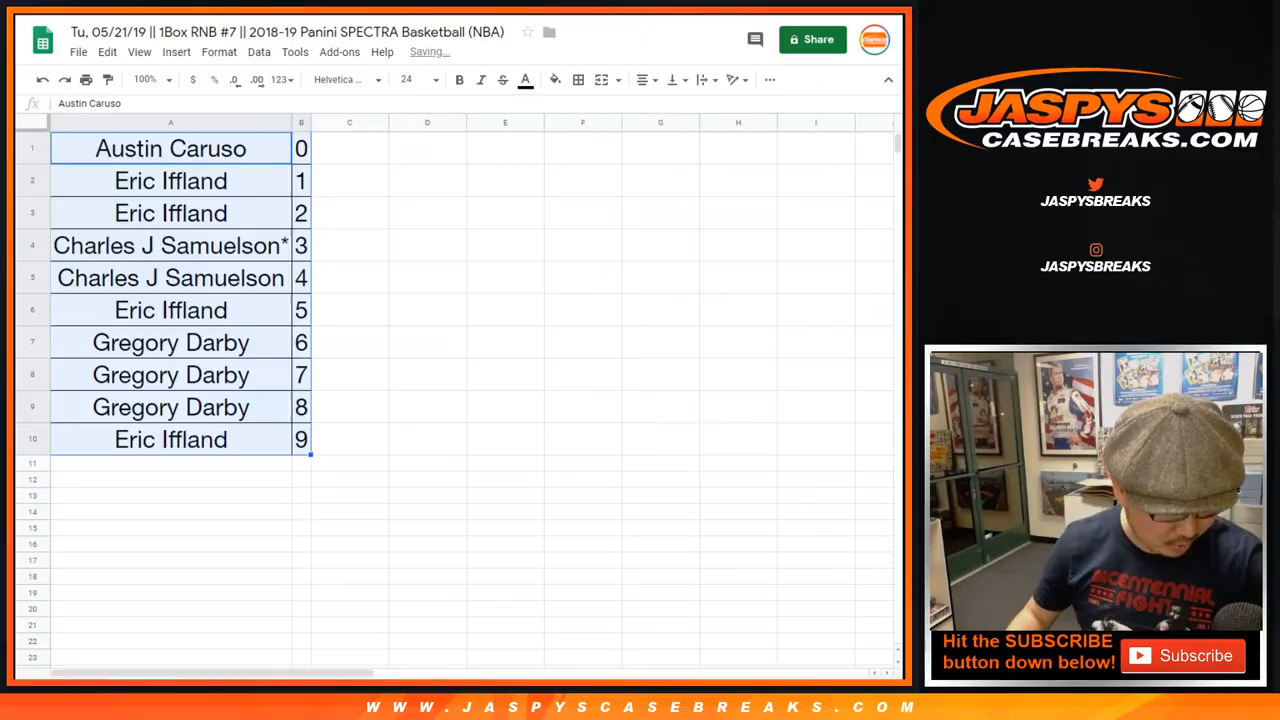 Tu, 05/21/19 || 1Box RNB #7 || 2018-19 Panini SPECTRA Basketball (NBA)
File Edit View Insert Format Data Tools Add-ons Help Saving...
Share
100% $ % .0 .00 123 Helvetica ... 24 B I S A
fx Austin Caruso
A B C D E F G H I
1 Austin Caruso 0
2 Eric Iffland 1
3 Eric Iffland 2
4 Charles J Samuelson* 3
5 Charles J Samuelson 4
6 Eric Iffland 5
7 Gregory Darby 6
8 Gregory Darby 7
9 Gregory Darby 8
10 Eric Iffland 9
11
12
13
14
15
16
17
18
19
20
21
22
23
JASPYS
CASEBREAKS.COM
JASPYSBREAKS
JASPYSBREAKS
BICENTENNIAL
FIGHT
Hit the SUBSCRIBE
button down below!
Subscribe
WWW.JASPYSCASEBREAKS.COM